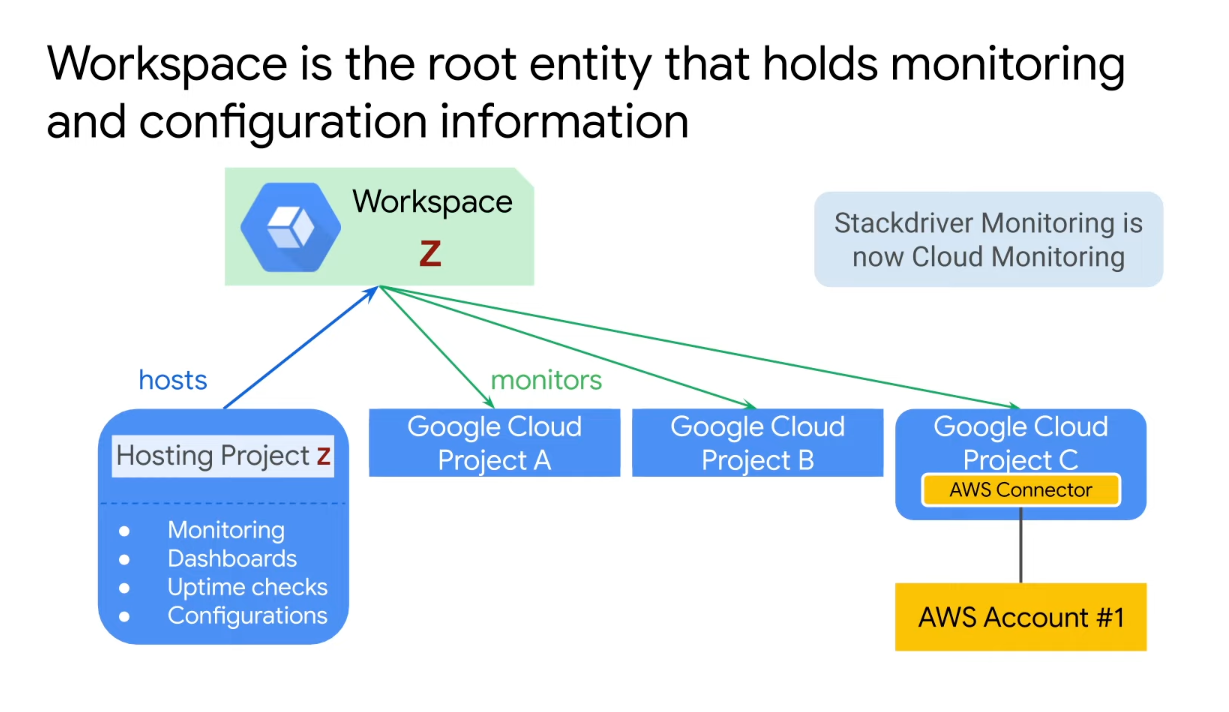 Workspace is the root entity that holds monitoring
and configuration information
Workspace
Z
Stackdriver Monitoring is
now Cloud Monitoring
hosts
monitors
Hosting Project Z
• Monitoring
• Dashboards
• Uptime checks
• Configurations
Google Cloud
Project A
Google Cloud
Project B
Google Cloud
Project C
AWS Connector
AWS Account #1